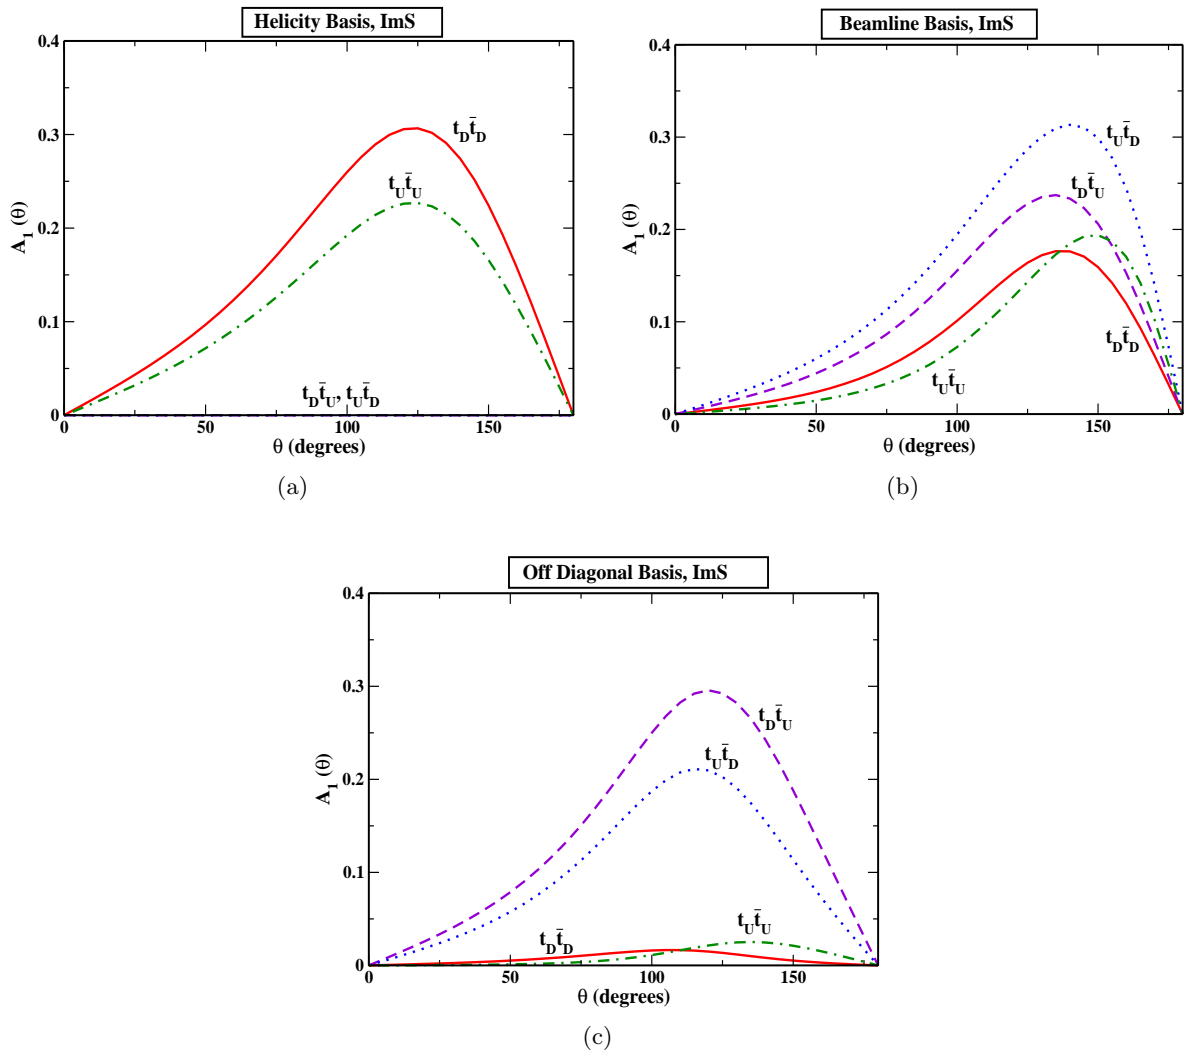 Helicity Basis, ImS
0.4
0.3
0.2
0.1
0
A₁ (θ)
t_D t̄_D
t_U t̄_U
t_D t̄_U, t_U t̄_D
0 50 100 150
θ (degrees)
(a)
Beamline Basis, ImS
0.4
0.3
0.2
0.1
0
A₁ (θ)
t_U t̄_D
t_D t̄_U
t_D t̄_D
t_U t̄_U
0 50 100 150
θ (degrees)
(b)
Off Diagonal Basis, ImS
0.4
0.3
0.2
0.1
0
A₁ (θ)
t_D t̄_U
t_U t̄_D
t_U t̄_U
t_D t̄_D
0 50 100 150
θ (degrees)
(c)